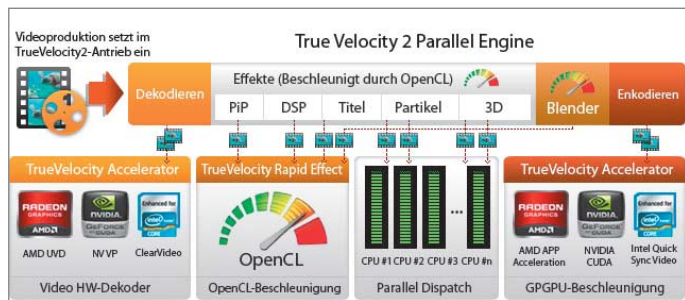 Videoproduktion setzt im
TrueVelocity2-Antrieb ein
True Velocity 2 Parallel Engine
Dekodieren
Effekte (Beschleunigt durch OpenCL)
PiP
DSP
Titel
Partikel
3D
Blender
Enkodieren
TrueVelocity Accelerator
RADEON
GRAPHICS
AMD
NVIDIA
GEFORCE
CUDA
Enhanced for
intel
CORE
AMD UVD
NV VP
ClearVideo
Video HW-Dekoder
TrueVelocity Rapid Effect
OpenCL
OpenCL-Beschleunigung
...
CPU #1 CPU #2 CPU #3 CPU #n
Parallel Dispatch
TrueVelocity Accelerator
RADEON
GRAPHICS
AMD
NVIDIA
GEFORCE
CUDA
Enhanced for
intel
CORE
AMD APP
Acceleration
NVIDIA
CUDA
Intel Quick
Sync Video
GPGPU-Beschleunigung